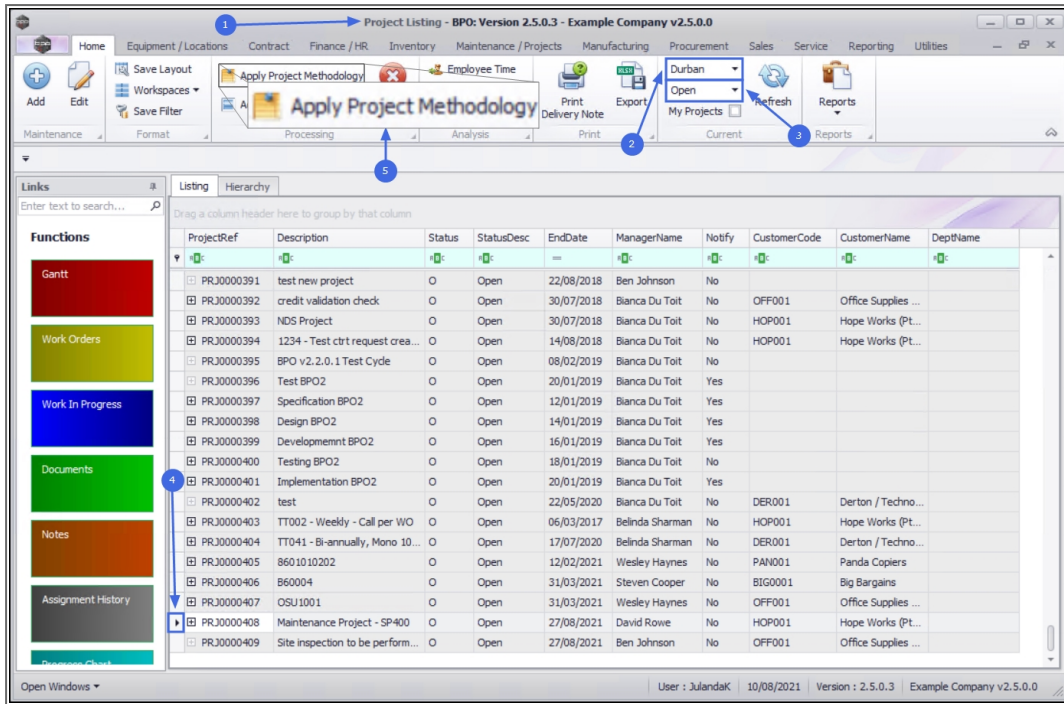 1
Project Listing - BPO: Version 2.5.0.3 - Example Company v2.5.0.0
Home Equipment / Locations Contract Finance / HR Inventory Maintenance / Projects Manufacturing Procurement Sales Service Reporting Utilities
Add
Edit
Maintenance
Save Layout
Workspaces
Save Filter
Format
Apply Project Methodology
Apply Project Methodology
Processing
5
Employee Time
Analysis
Print
Delivery Note
Export
Print
2
Durban
Open
My Projects
Refresh
Current
3
Reports
Reports
Links
Enter text to search...
Functions
Gantt
Work Orders
Work In Progress
Documents
Notes
Assignment History
Progress Chart
4
Listing Hierarchy
Drag a column header here to group by that column
ProjectRef Description Status StatusDesc EndDate ManagerName Notify CustomerCode CustomerName DeptName
PRJ0000391 test new project O Open 22/08/2018 Ben Johnson No
PRJ0000392 credit validation check O Open 30/07/2018 Bianca Du Toit No OFF001 Office Supplies ...
PRJ0000393 NDS Project O Open 30/07/2018 Bianca Du Toit No HOP001 Hope Works (Pt...
PRJ0000394 1234 - Test ctrt request crea... O Open 14/08/2018 Bianca Du Toit No HOP001 Hope Works (Pt...
PRJ0000395 BPO v2.2.0.1 Test Cycle O Open 08/02/2019 Bianca Du Toit No
PRJ0000396 Test BPO2 O Open 20/01/2019 Bianca Du Toit Yes
PRJ0000397 Specification BPO2 O Open 12/01/2019 Bianca Du Toit Yes
PRJ0000398 Design BPO2 O Open 14/01/2019 Bianca Du Toit Yes
PRJ0000399 Developmemnt BPO2 O Open 16/01/2019 Bianca Du Toit Yes
PRJ0000400 Testing BPO2 O Open 18/01/2019 Bianca Du Toit No
PRJ0000401 Implementation BPO2 O Open 20/01/2019 Bianca Du Toit Yes
PRJ0000402 test O Open 22/05/2020 Bianca Du Toit No DER001 Derton / Techno...
PRJ0000403 TT002 - Weekly - Call per WO O Open 06/03/2017 Belinda Sharman No HOP001 Hope Works (Pt...
PRJ0000404 TT041 - Bi-annually, Mono 10... O Open 17/07/2020 Belinda Sharman No DER001 Derton / Techno...
PRJ0000405 8601010202 O Open 12/02/2021 Wesley Haynes No PAN001 Panda Copiers
PRJ0000406 B60004 O Open 31/03/2021 Steven Cooper No BIG0001 Big Bargains
PRJ0000407 OSU1001 O Open 31/03/2021 Wesley Haynes No OFF001 Office Supplies ...
PRJ0000408 Maintenance Project - SP400 O Open 27/08/2021 David Rowe No HOP001 Hope Works (Pt...
PRJ0000409 Site inspection to be perform... O Open 27/08/2021 Ben Johnson No OFF001 Office Supplies ...
Open Windows User : JulandaK 10/08/2021 Version : 2.5.0.3 Example Company v2.5.0.0